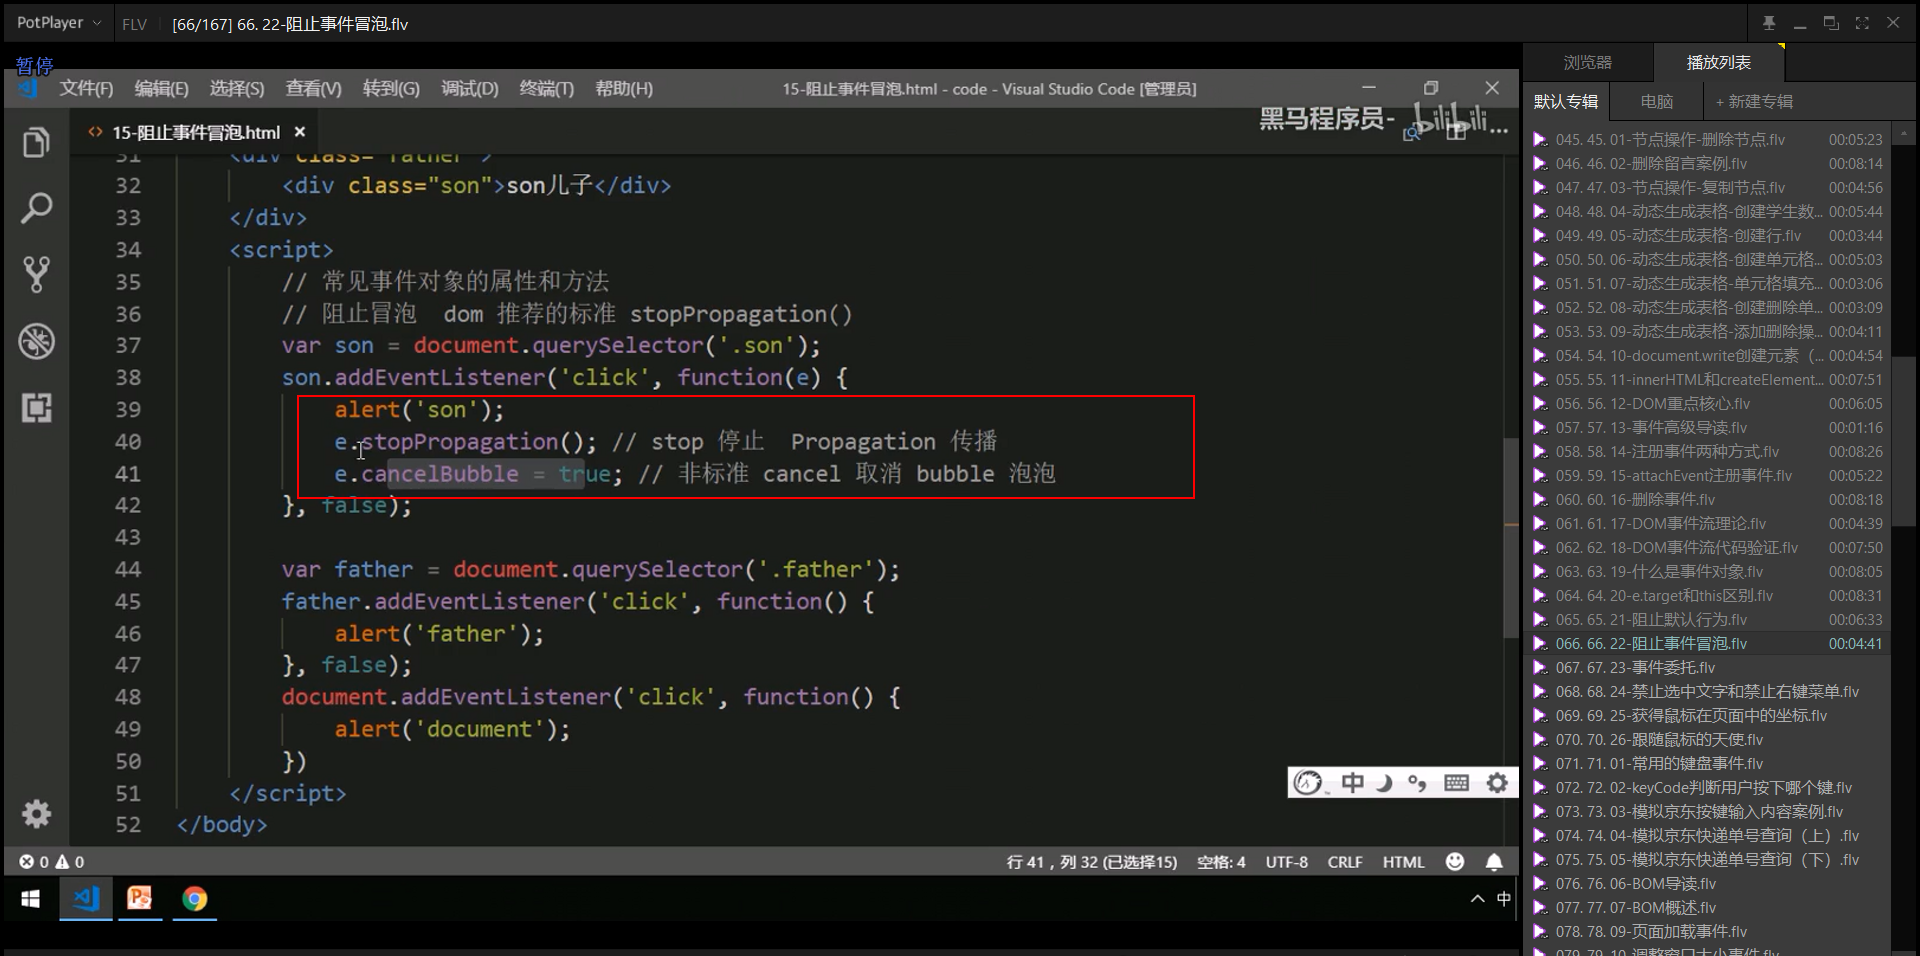 PotPlayer
FLV
[66/167] 66. 22-阻止事件冒泡.flv
暂停
文件(F) 编辑(E) 选择(S) 查看(V) 转到(G) 调试(D) 终端(T) 帮助(H)
15-阻止事件冒泡.html - code - Visual Studio Code [管理员]
<> 15-阻止事件冒泡.html ×
黑马程序员- bilibili
31 <div class="father">
32 <div class="son">son儿子</div>
33 </div>
34 <script>
35 // 常见事件对象的属性和方法
36 // 阻止冒泡 dom 推荐的标准 stopPropagation()
37 var son = document.querySelector('.son');
38 son.addEventListener('click', function(e) {
39 alert('son');
40 e.stopPropagation(); // stop 停止 Propagation 传播
41 e.cancelBubble = true; // 非标准 cancel 取消 bubble 泡泡
42 }, false);
43
44 var father = document.querySelector('.father');
45 father.addEventListener('click', function() {
46 alert('father');
47 }, false);
48 document.addEventListener('click', function() {
49 alert('document');
50 })
51 </script>
52 </body>
中
0 0
行 41，列 32 (已选择15) 空格: 4 UTF-8 CRLF HTML
中
浏览器 播放列表
默认专辑 电脑 + 新建专辑
045. 45. 01-节点操作-删除节点.flv 00:05:23
046. 46. 02-删除留言案例.flv 00:08:14
047. 47. 03-节点操作-复制节点.flv 00:04:56
048. 48. 04-动态生成表格-创建学生数... 00:05:44
049. 49. 05-动态生成表格-创建行.flv 00:03:44
050. 50. 06-动态生成表格-创建单元格... 00:05:03
051. 51. 07-动态生成表格-单元格填充... 00:03:06
052. 52. 08-动态生成表格-创建删除单... 00:03:09
053. 53. 09-动态生成表格-添加删除操... 00:04:11
054. 54. 10-document.write创建元素（... 00:04:54
055. 55. 11-innerHTML和createElement... 00:07:51
056. 56. 12-DOM重点核心.flv 00:06:05
057. 57. 13-事件高级导读.flv 00:01:16
058. 58. 14-注册事件两种方式.flv 00:08:26
059. 59. 15-attachEvent注册事件.flv 00:05:22
060. 60. 16-删除事件.flv 00:08:18
061. 61. 17-DOM事件流理论.flv 00:04:39
062. 62. 18-DOM事件流代码验证.flv 00:07:50
063. 63. 19-什么是事件对象.flv 00:08:05
064. 64. 20-e.target和this区别.flv 00:08:31
065. 65. 21-阻止默认行为.flv 00:06:33
066. 66. 22-阻止事件冒泡.flv 00:04:41
067. 67. 23-事件委托.flv
068. 68. 24-禁止选中文字和禁止右键菜单.flv
069. 69. 25-获得鼠标在页面中的坐标.flv
070. 70. 26-跟随鼠标的天使.flv
071. 71. 01-常用的键盘事件.flv
072. 72. 02-keyCode判断用户按下哪个键.flv
073. 73. 03-模拟京东按键输入内容案例.flv
074. 74. 04-模拟京东快递单号查询（上）.flv
075. 75. 05-模拟京东快递单号查询（下）.flv
076. 76. 06-BOM导读.flv
077. 77. 07-BOM概述.flv
078. 78. 09-页面加载事件.flv
079. 79. 10-调整窗口大小事件.flv